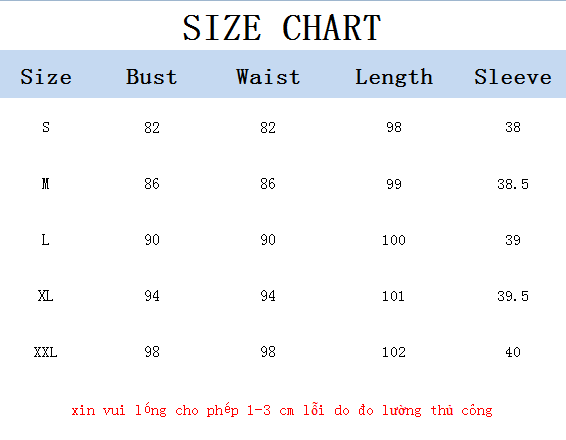 SIZE CHART
Size Bust Waist Length Sleeve
S 82 82 98 38
M 86 86 99 38.5
L 90 90 100 39
XL 94 94 101 39.5
XXL 98 98 102 40
xin vui lống cho phếp 1-3 cm lỗi do đo lường thủ công